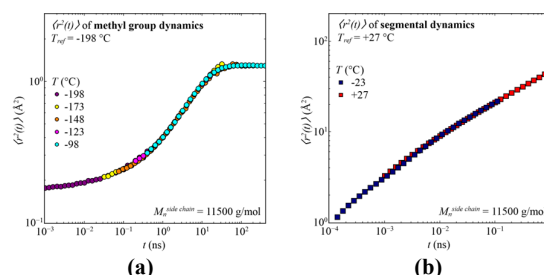 ⟨r²(t)⟩ of methyl group dynamics
T_ref = -198 °C
T (°C)
-198
-173
-148
-123
-98
⟨r²(t)⟩ (Å²)
10⁰
10⁻¹
M_n^side chain = 11500 g/mol
10⁻³ 10⁻² 10⁻¹ 10⁰ 10¹ 10²
t (ns)
(a)
⟨r²(t)⟩ of segmental dynamics
T_ref = +27 °C
T (°C)
-23
+27
⟨r²(t)⟩ (Å²)
10²
10¹
10⁰
M_n^side chain = 11500 g/mol
10⁻⁴ 10⁻³ 10⁻² 10⁻¹
t (ns)
(b)